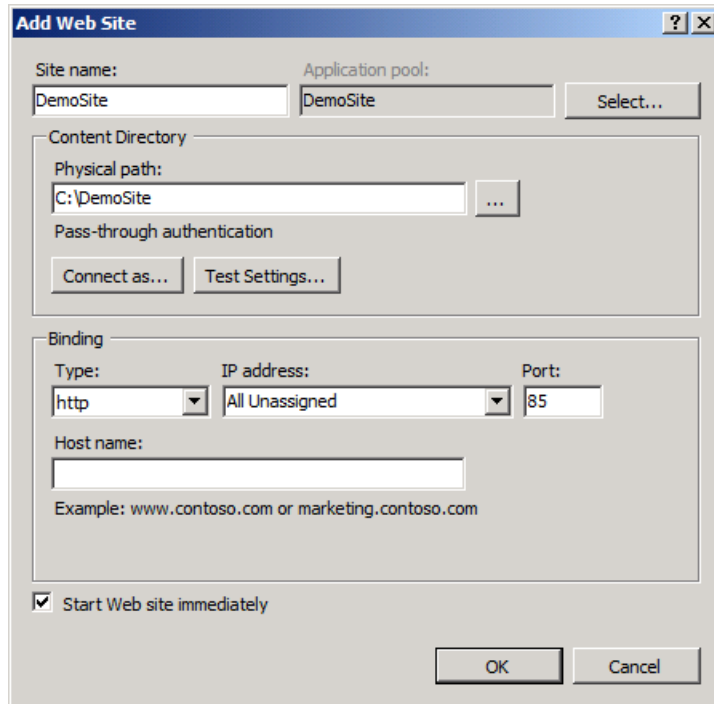 Add Web Site
Site name:
Application pool:
DemoSite
DemoSite
Select...
Content Directory
Physical path:
C:\DemoSite
...
Pass-through authentication
Connect as...
Test Settings...
Binding
Type:
IP address:
Port:
http
All Unassigned
85
Host name:
Example: www.contoso.com or marketing.contoso.com
Start Web site immediately
OK
Cancel